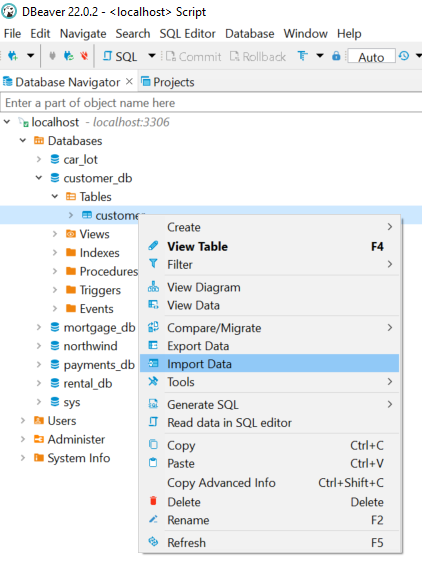 DBeaver 22.0.2 - <localhost> Script
File Edit Navigate Search SQL Editor Database Window Help
SQL Commit Rollback Auto
Database Navigator Projects
Enter a part of object name here
localhost - localhost:3306
Databases
car_lot
customer_db
Tables
customer
Create
View Table F4
Views
Filter
Indexes
View Diagram
Procedures
Triggers
View Data
Events
mortgage_db
Compare/Migrate
northwind
Export Data
payments_db
Import Data
rental_db
Tools
sys
Generate SQL
Users
Read data in SQL editor
Administer
Copy Ctrl+C
System Info
Paste Ctrl+V
Copy Advanced Info Ctrl+Shift+C
Delete Delete
Rename F2
Refresh F5